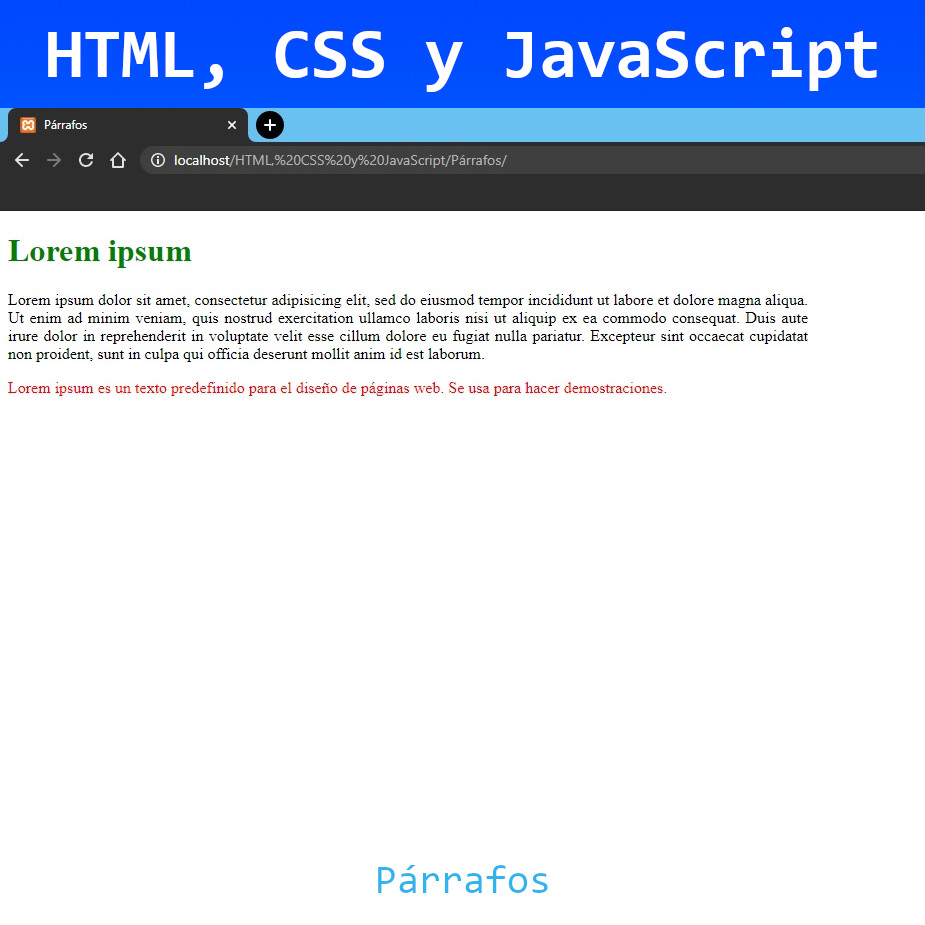 HTML, CSS y JavaScript
Párrafos
localhost/HTML,%20CSS%20y%20JavaScript/Párrafos/
Lorem ipsum
Lorem ipsum dolor sit amet, consectetur adipisicing elit, sed do eiusmod tempor incididunt ut labore et dolore magna aliqua.
Ut enim ad minim veniam, quis nostrud exercitation ullamco laboris nisi ut aliquip ex ea commodo consequat. Duis aute
irure dolor in reprehenderit in voluptate velit esse cillum dolore eu fugiat nulla pariatur. Excepteur sint occaecat cupidatat
non proident, sunt in culpa qui officia deserunt mollit anim id est laborum.
Lorem ipsum es un texto predefinido para el diseño de páginas web. Se usa para hacer demostraciones.
Párrafos